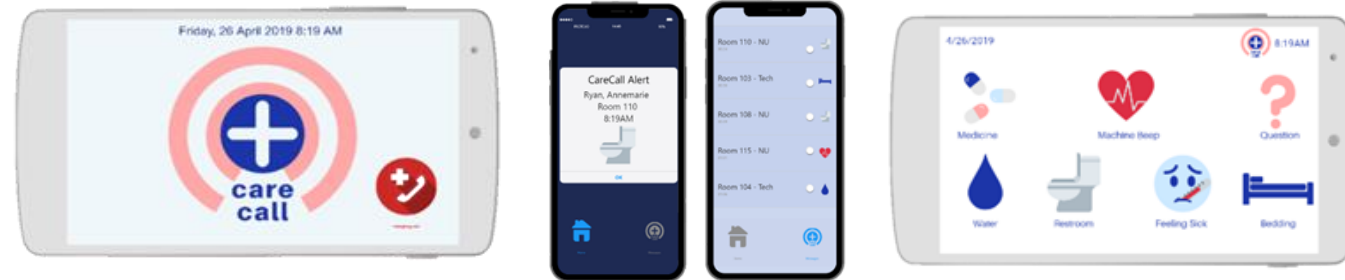 Friday, 26 April 2019 8:19 AM
care
call
CareCall Alert
Ryan, Annemarie
Room 110
8:19AM
OK
Room 110 - NU
Room 103 - Tech
Room 108 - NU
Room 115 - NU
Room 104 - Tech
4/26/2019
8:19AM
Medicine
Machine Beep
Question
Water
Restroom
Feeling Sick
Bedding